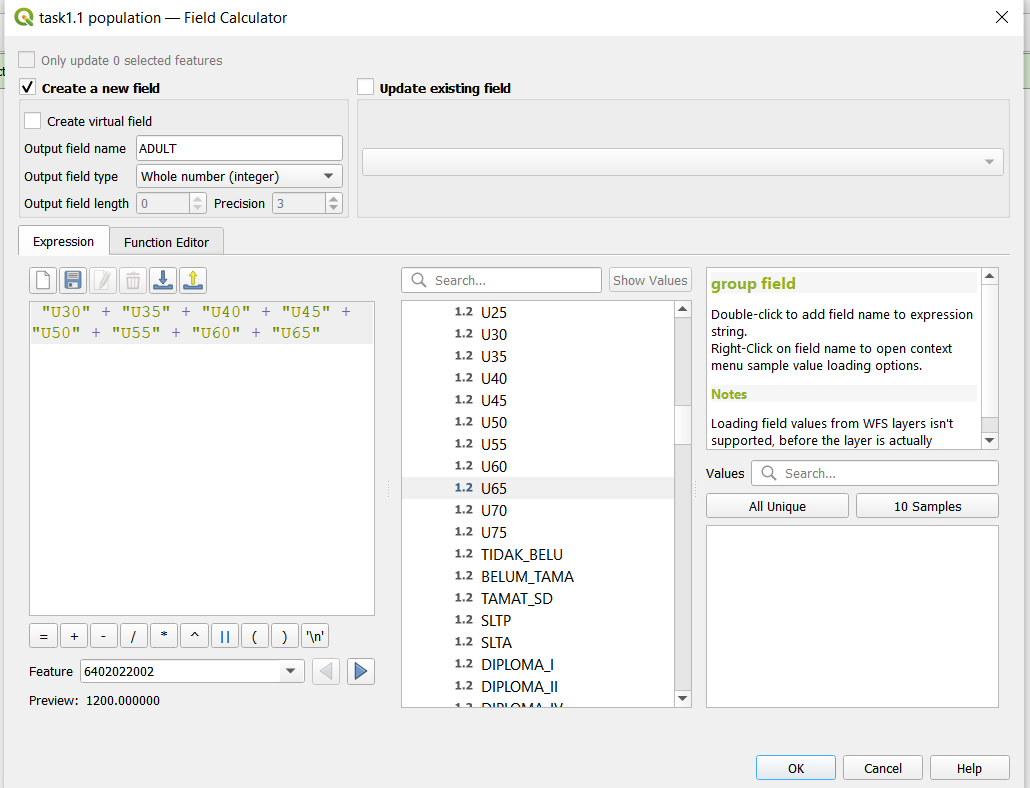 task1.1 population — Field Calculator
Only update 0 selected features
Create a new field
Update existing field
Create virtual field
Output field name ADULT
Output field type Whole number (integer)
Output field length 0 Precision 3
Expression Function Editor
"U30" + "U35" + "U40" + "U45" +
"U50" + "U55" + "U60" + "U65"
= + - / * ^ || ( ) '\n'
Feature 6402022002
Preview: 1200.000000
Search...
Show Values
1.2 U25
1.2 U30
1.2 U35
1.2 U40
1.2 U45
1.2 U50
1.2 U55
1.2 U60
1.2 U65
1.2 U70
1.2 U75
1.2 TIDAK_BELU
1.2 BELUM_TAMA
1.2 TAMAT_SD
1.2 SLTP
1.2 SLTA
1.2 DIPLOMA_I
1.2 DIPLOMA_II
1.2 DIPLOMA_IV
group field
Double-click to add field name to expression
string.
Right-Click on field name to open context
menu sample value loading options.
Notes
Loading field values from WFS layers isn't
supported, before the layer is actually
Values Search...
All Unique
10 Samples
OK
Cancel
Help